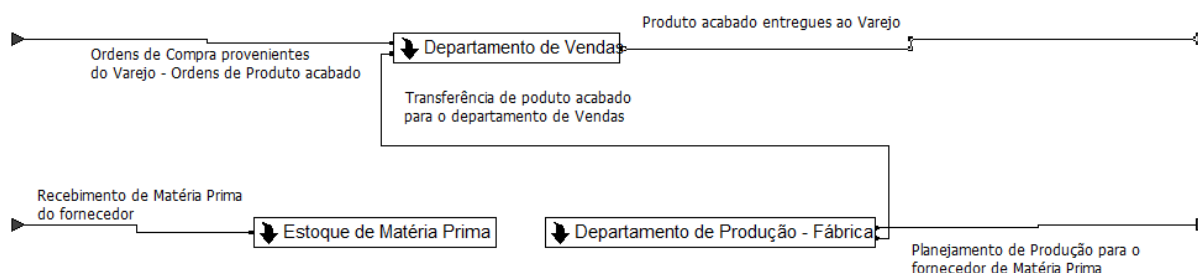 Produto acabado entregues ao Varejo
Departamento de Vendas
Ordens de Compra provenientes
do Varejo - Ordens de Produto acabado
Transferência de poduto acabado
para o departamento de Vendas
Recebimento de Matéria Prima
do fornecedor
Estoque de Matéria Prima
Departamento de Produção - Fábrica
Planejamento de Produção para o
fornecedor de Matéria Prima